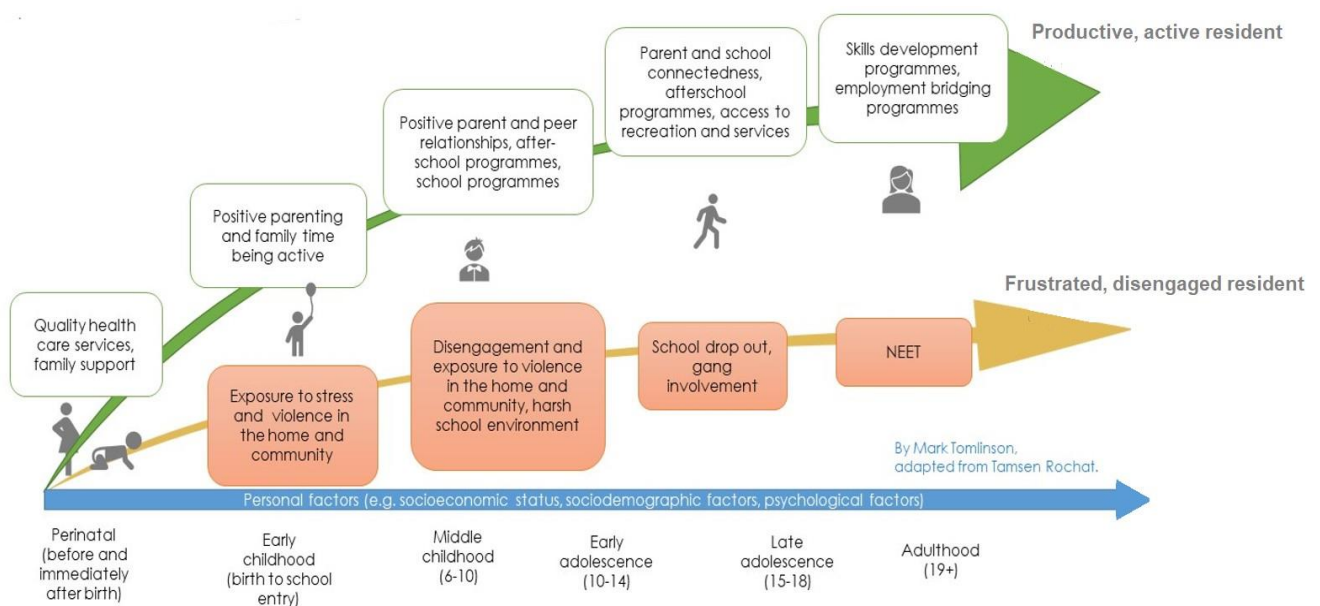 Productive, active resident
Skills development
programmes,
employment bridging
programmes
Parent and school
connectedness,
afterschool
programmes, access to
recreation and services
Positive parent and peer
relationships, after-
school programmes,
school programmes
Positive parenting
and family time
being active
Quality health
care services,
family support
Frustrated, disengaged resident
Exposure to stress
and violence in
the home and
community
Disengagement and
exposure to violence
in the home and
community, harsh
school environment
School drop out,
gang
involvement
NEET
By Mark Tomlinson,
adapted from Tamsen Rochat.
Personal factors (e.g. socioeconomic status, sociodemographic factors, psychological factors)
Perinatal
(before and
immediately
after birth)
Early
childhood
(birth to school
entry)
Middle
childhood
(6-10)
Early
adolescence
(10-14)
Late
adolescence
(15-18)
Adulthood
(19+)